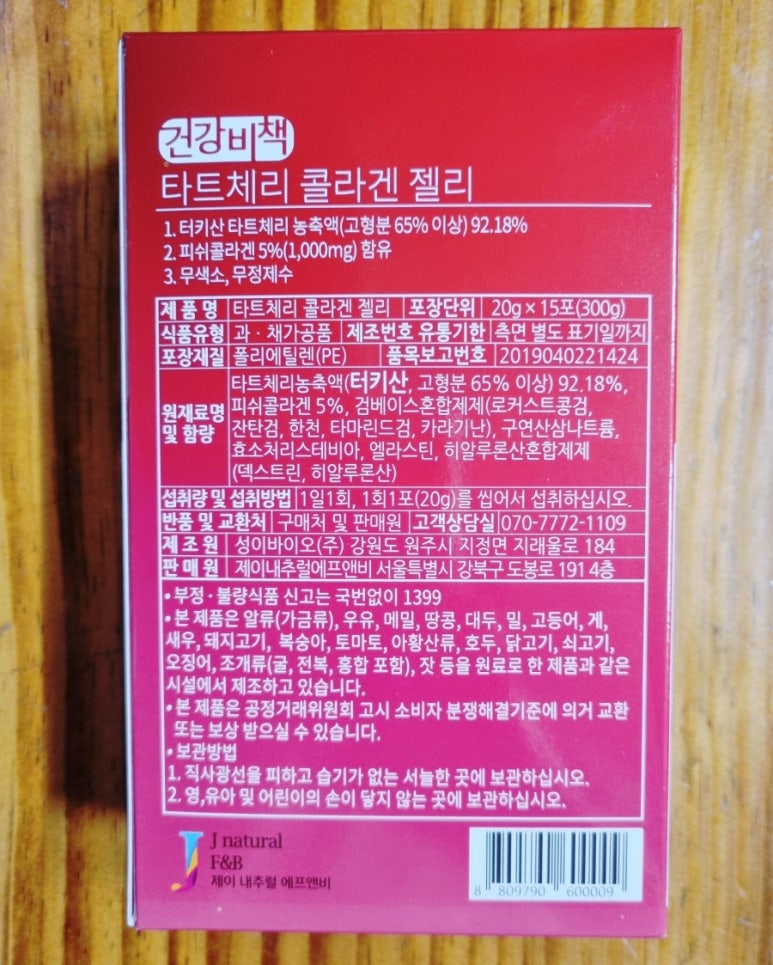 건강비책
타트체리 콜라겐 젤리
1. 터키산 타트체리 농축액(고형분 65% 이상) 92.18%
2. 피쉬콜라겐 5%(1,000mg) 함유
3. 무색소, 무정제수
제 품 명 타트체리 콜라겐 젤리 포장단위 20g × 15포(300g)
식품유형 과 · 채가공품 제조번호 유통기한 측면 별도 표기일까지
포장재질 폴리에틸렌(PE) 품목보고번호 2019040221424
원재료명 및 함량
타트체리농축액(터키산, 고형분 65% 이상) 92.18%,
피쉬콜라겐 5%, 검베이스혼합제제(로커스트콩검,
잔탄검, 한천, 타마린드검, 카라기난), 구연산삼나트륨,
효소처리스테비아, 엘라스틴, 히알루론산혼합제제
(덱스트린, 히알루론산)
섭취량 및 섭취방법 1일1회, 1회1포(20g)를 씹어서 섭취하십시오.
반품 및 교환처 구매처 및 판매원 고객상담실 070-7772-1109
제 조 원 성이바이오(주) 강원도 원주시 지정면 지래울로 184
판 매 원 제이내추럴에프앤비 서울특별시 강북구 도봉로 191 4층
• 부정 · 불량식품 신고는 국번없이 1399
• 본 제품은 알류(가금류), 우유, 메밀, 땅콩, 대두, 밀, 고등어, 게,
새우, 돼지고기, 복숭아, 토마토, 아황산류, 호두, 닭고기, 쇠고기,
오징어, 조개류(굴, 전복, 홍합 포함), 잣 등을 원료로 한 제품과 같은
시설에서 제조하고 있습니다.
• 본 제품은 공정거래위원회 고시 소비자 분쟁해결기준에 의거 교환
또는 보상 받으실 수 있습니다.
• 보관방법
1. 직사광선을 피하고 습기가 없는 서늘한 곳에 보관하십시오.
2. 영,유아 및 어린이의 손이 닿지 않는 곳에 보관하십시오.
J natural
F&B
제이 내추럴 에프앤비
8 809790 600009